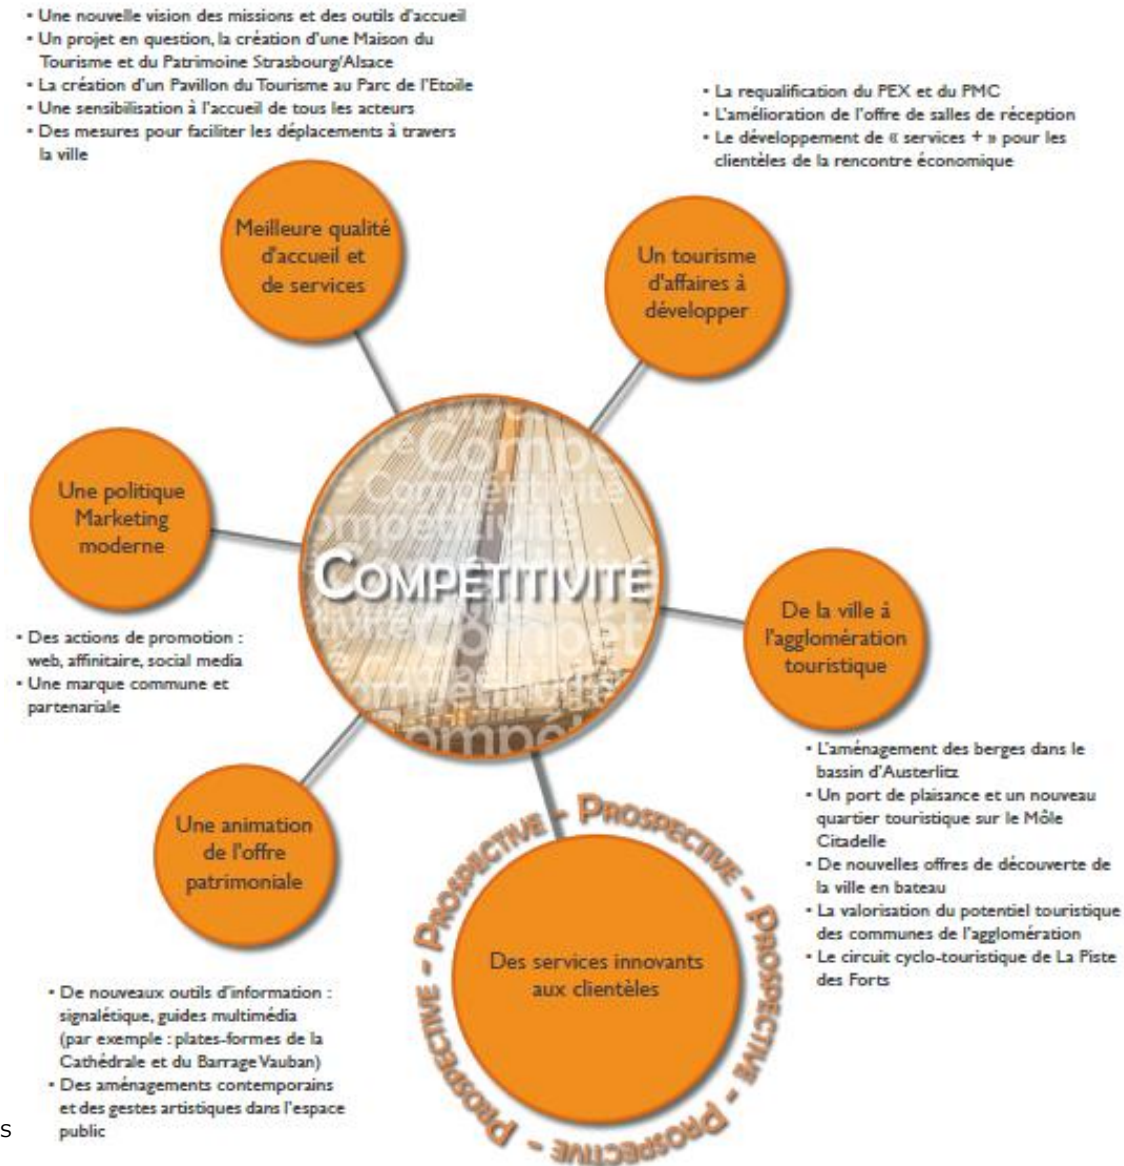 • Une nouvelle vision des missions et des outils d'accueil
• Un projet en question, la création d'une Maison du
Tourisme et du Patrimoine Strasbourg/Alsace
• La création d'un Pavillon du Tourisme au Parc de l'Etoile
• Une sensibilisation à l'accueil de tous les acteurs
• Des mesures pour faciliter les déplacements à travers
la ville
• La requalification du PEX et du PMC
• L'amélioration de l'offre de salles de réception
• Le développement de « services + » pour les
clientèles de la rencontre économique
Meilleure qualité
d'accueil et
de services
Un tourisme
d'affaires à
développer
Une politique
Marketing
moderne
COMPÉTITIVITÉ
De la ville à
l'agglomération
touristique
• Des actions de promotion :
web, affinitaire, social media
• Une marque commune et
partenariale
• L'aménagement des berges dans le
bassin d'Austerlitz
• Un port de plaisance et un nouveau
quartier touristique sur le Môle
Citadelle
• De nouvelles offres de découverte de
la ville en bateau
• La valorisation du potentiel touristique
des communes de l'agglomération
• Le circuit cyclo-touristique de La Piste
des Forts
Une animation
de l'offre
patrimoniale
PROSPECTIVE - PROSPECTIVE - PROSPECTIVE - PROSPECTIVE - PROSPECTIVE - PROSPECTIVE -
Des services innovants
aux clientèles
• De nouveaux outils d'information :
signalétique, guides multimédia
(par exemple : plates-formes de la
Cathédrale et du Barrage Vauban)
• Des aménagements contemporains
et des gestes artistiques dans l'espace
public
s